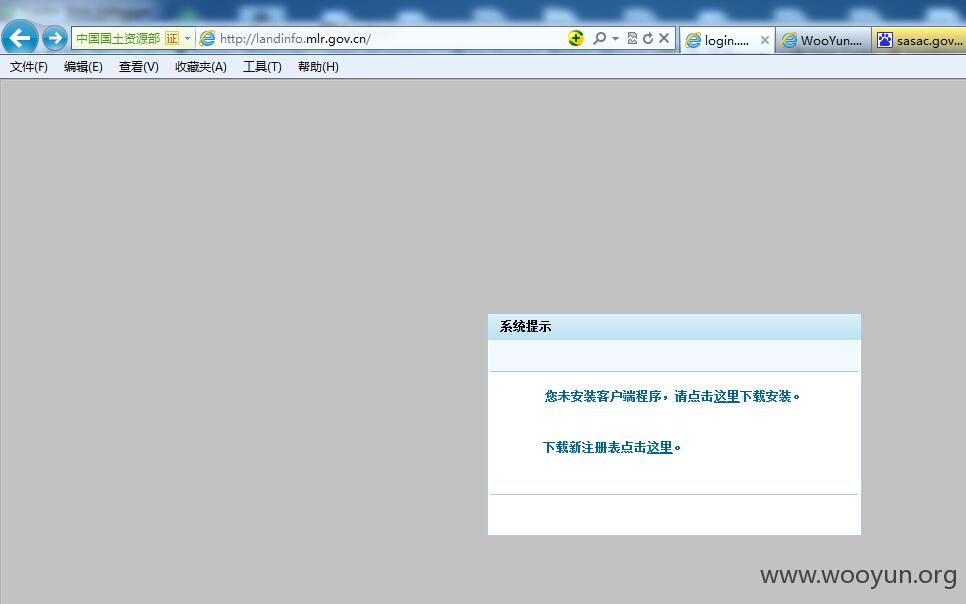 中国国土资源部 证 http://landinfo.mlr.gov.cn/ login..... WooYun.... sasac.gov...
文件(F) 编辑(E) 查看(V) 收藏夹(A) 工具(T) 帮助(H)
系统提示
您未安装客户端程序，请点击这里下载安装。
下载新注册表点击这里。
www.wooyun.org